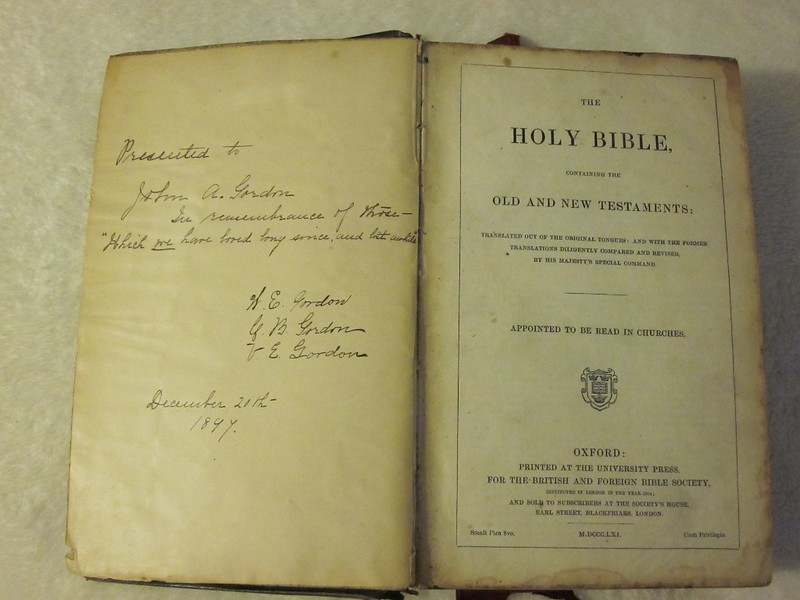 Presented to
John A. Gordon
In remembrance of those—
"Which we have loved long since, and lost awhile
H. E. Gordon
G. B. Gordon
V E. Gordon
December 20th
1897.
THE
HOLY BIBLE,
CONTAINING THE
OLD AND NEW TESTAMENTS:
TRANSLATED OUT OF THE ORIGINAL TONGUES: AND WITH THE FORMER
TRANSLATIONS DILIGENTLY COMPARED AND REVISED,
BY HIS MAJESTY'S SPECIAL COMMAND
APPOINTED TO BE READ IN CHURCHES.
OXFORD:
PRINTED AT THE UNIVERSITY PRESS,
FOR THE BRITISH AND FOREIGN BIBLE SOCIETY,
INSTITUTED IN LONDON IN THE YEAR 1804;
AND SOLD TO SUBSCRIBERS AT THE SOCIETY'S HOUSE,
EARL STREET, BLACKFRIARS, LONDON.
Small Pica 8vo. M.DCCC.LXI. Cum Privilegio.